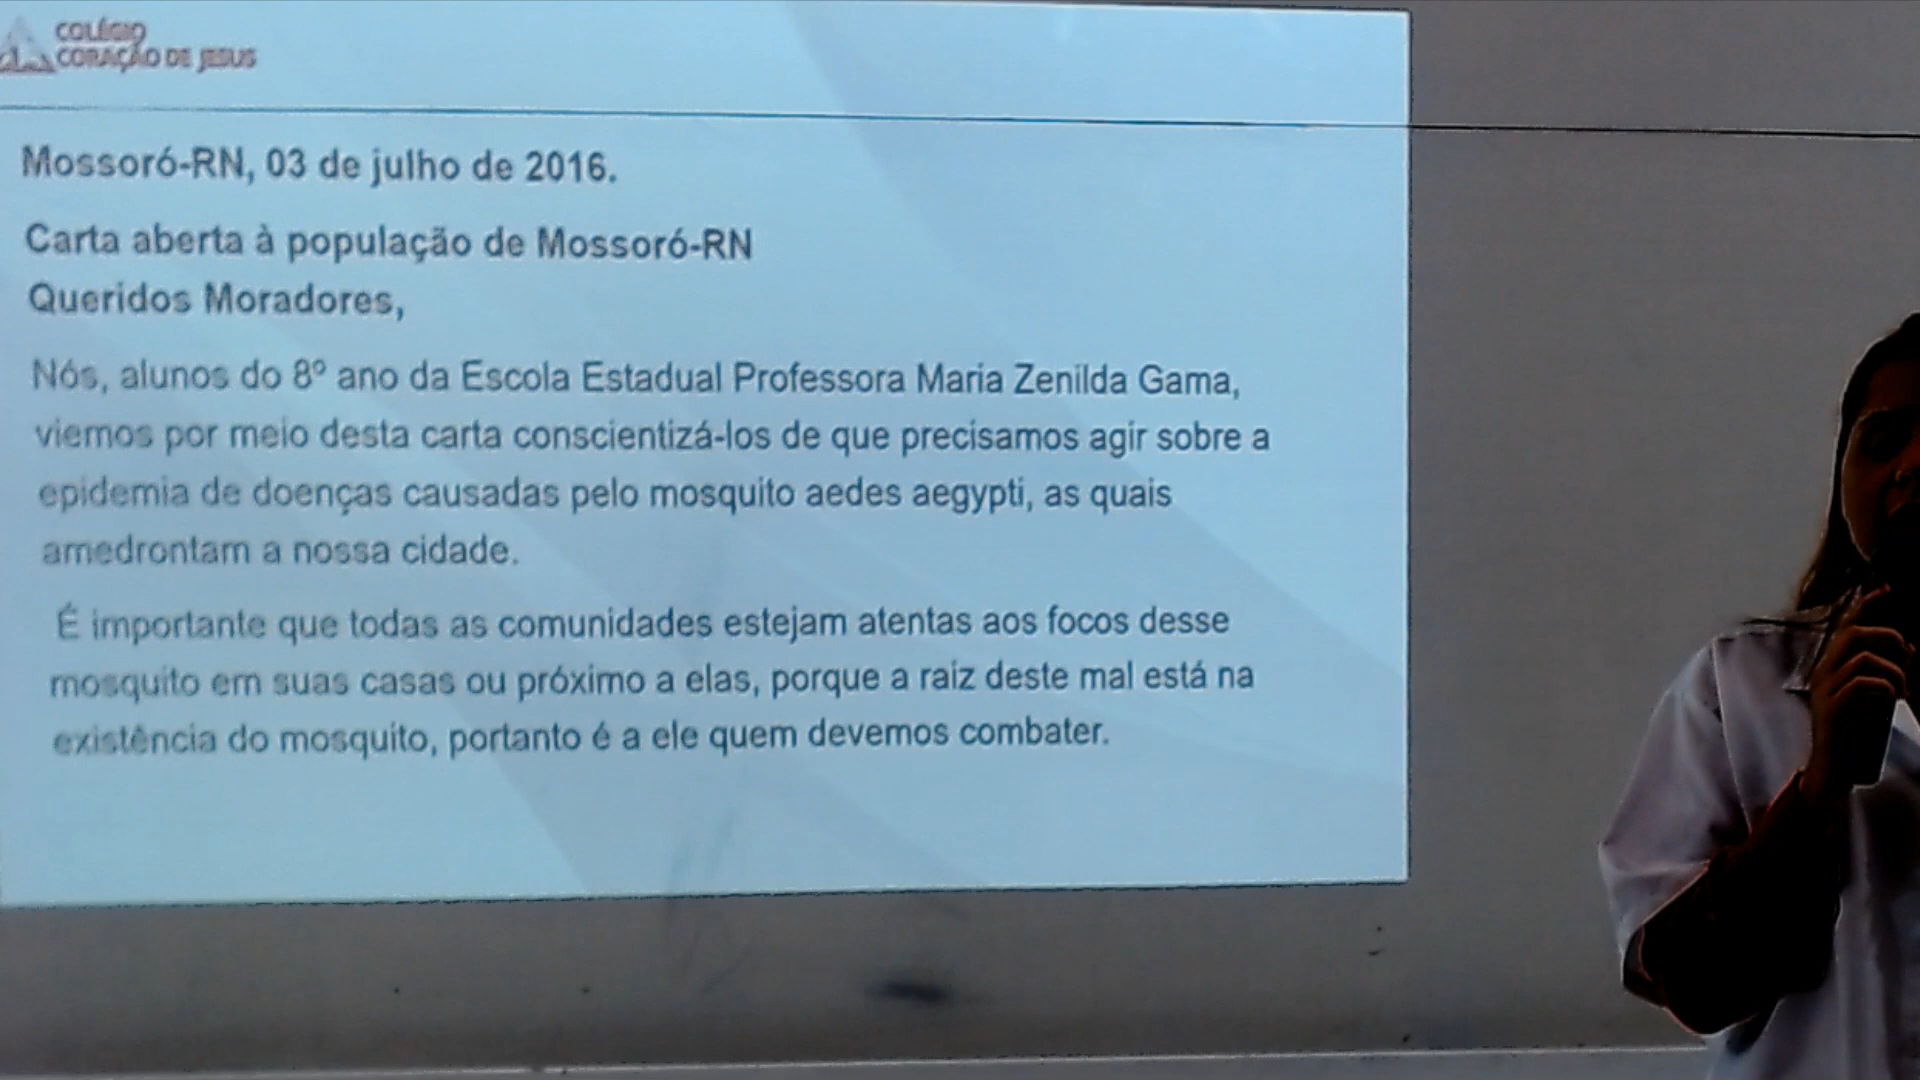 COLÉGIO
CORAÇÃO DE JESUS
Mossoró-RN, 03 de julho de 2016.
Carta aberta à população de Mossoró-RN
Queridos Moradores,
Nós, alunos do 8º ano da Escola Estadual Professora Maria Zenilda Gama,
viemos por meio desta carta conscientizá-los de que precisamos agir sobre a
epidemia de doenças causadas pelo mosquito aedes aegypti, as quais
amedrontam a nossa cidade.
É importante que todas as comunidades estejam atentas aos focos desse
mosquito em suas casas ou próximo a elas, porque a raiz deste mal está na
existência do mosquito, portanto é a ele quem devemos combater.